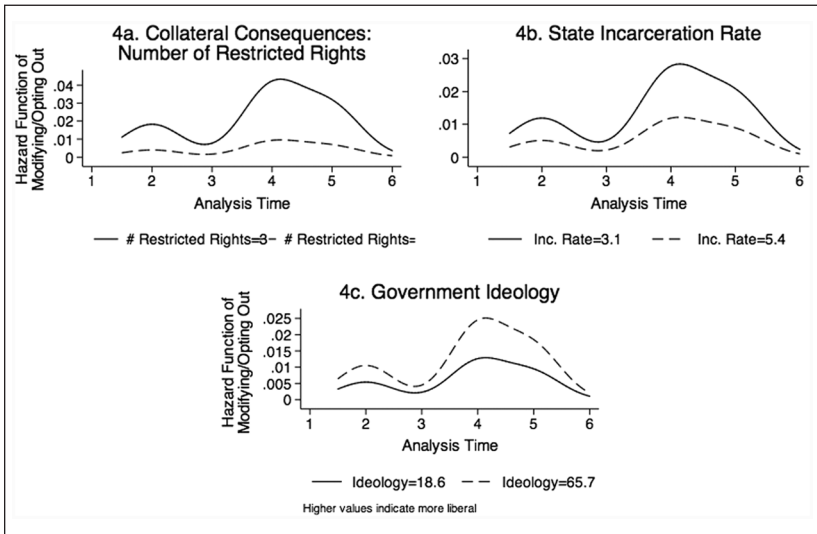 4a. Collateral Consequences:
Number of Restricted Rights
Hazard Function of
Modifying/Opting Out
.04
.03
.02
.01
0
1 2 3 4 5 6
Analysis Time
# Restricted Rights=3 # Restricted Rights=
4b. State Incarceration Rate
.03
.02
.01
0
1 2 3 4 5 6
Analysis Time
Inc. Rate=3.1 Inc. Rate=5.4
4c. Government Ideology
Hazard Function of
Modifying/Opting Out
.025
.02
.015
.01
.005
0
1 2 3 4 5 6
Analysis Time
Ideology=18.6 Ideology=65.7
Higher values indicate more liberal